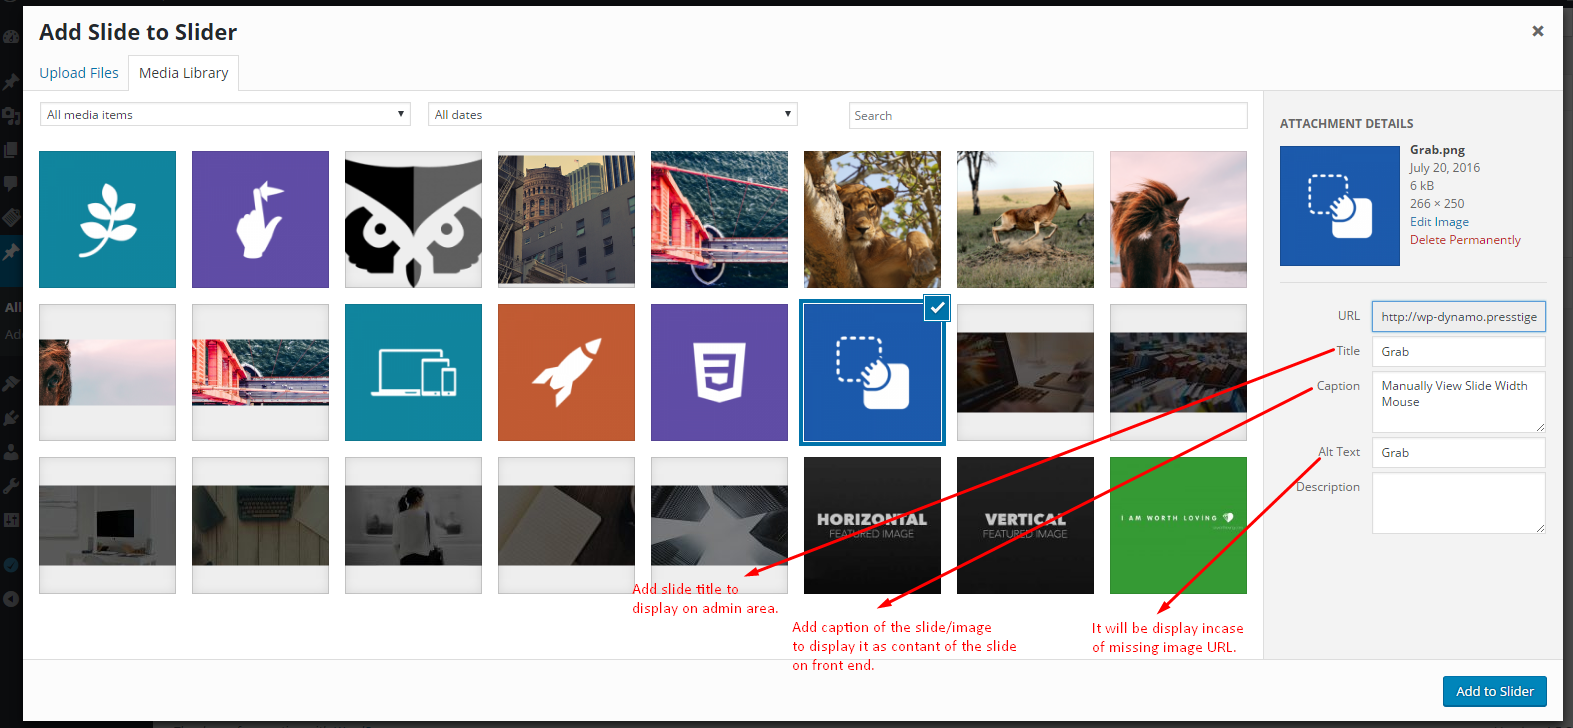 Add Slide to Slider
Upload Files
Media Library
All media items
All dates
Search
ATTACHMENT DETAILS
Grab.png
July 20, 2016
6 kB
266 × 250
Edit Image
Delete Permanently
URL
http://wp-dynamo.presstige
Title
Grab
Caption
Manually View Slide Width
Mouse
Alt Text
Grab
Description
HORIZONTAL
FEATURED IMAGE
VERTICAL
FEATURED IMAGE
I AM WORTH LOVING
Add slide title to
display on admin area.
Add caption of the slide/image
to display it as contant of the slide
on front end.
It will be display incase
of missing image URL.
Add to Slider
All
Ad